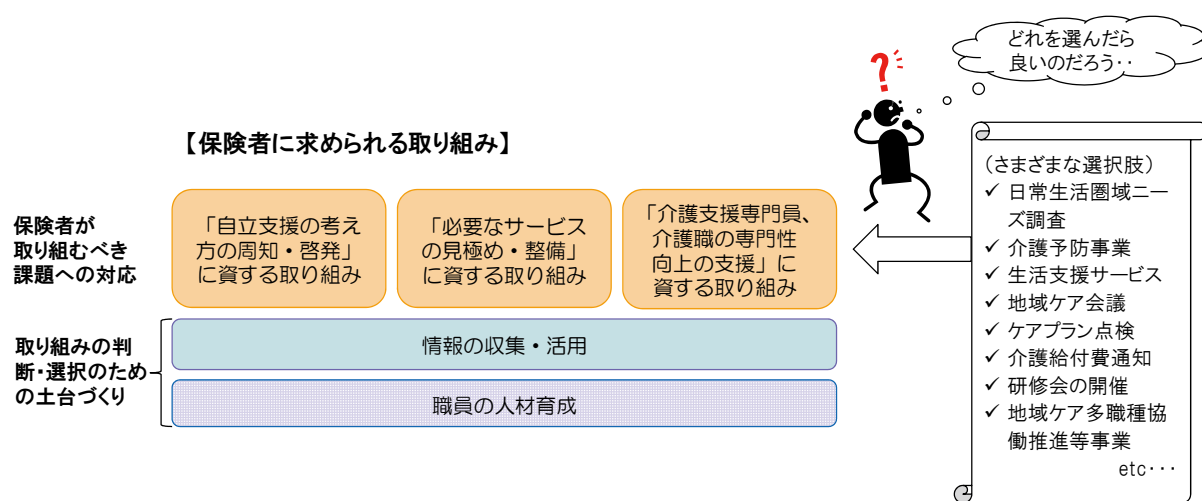 どれを選んだら
良いのだろう‥
?
【保険者に求められる取り組み】
保険者が
取り組むべき
課題への対応
「自立支援の考え
方の周知・啓発」
に資する取り組み
「必要なサービス
の見極め・整備」
に資する取り組み
「介護支援専門員、
介護職の専門性
向上の支援」に
資する取り組み
取り組みの判
断・選択のため
の土台づくり
情報の収集・活用
職員の人材育成
(さまざまな選択肢)
✓ 日常生活圏域ニー
ズ調査
✓ 介護予防事業
✓ 生活支援サービス
✓ 地域ケア会議
✓ ケアプラン点検
✓ 介護給付費通知
✓ 研修会の開催
✓ 地域ケア多職種協
働推進等事業
etc・・・